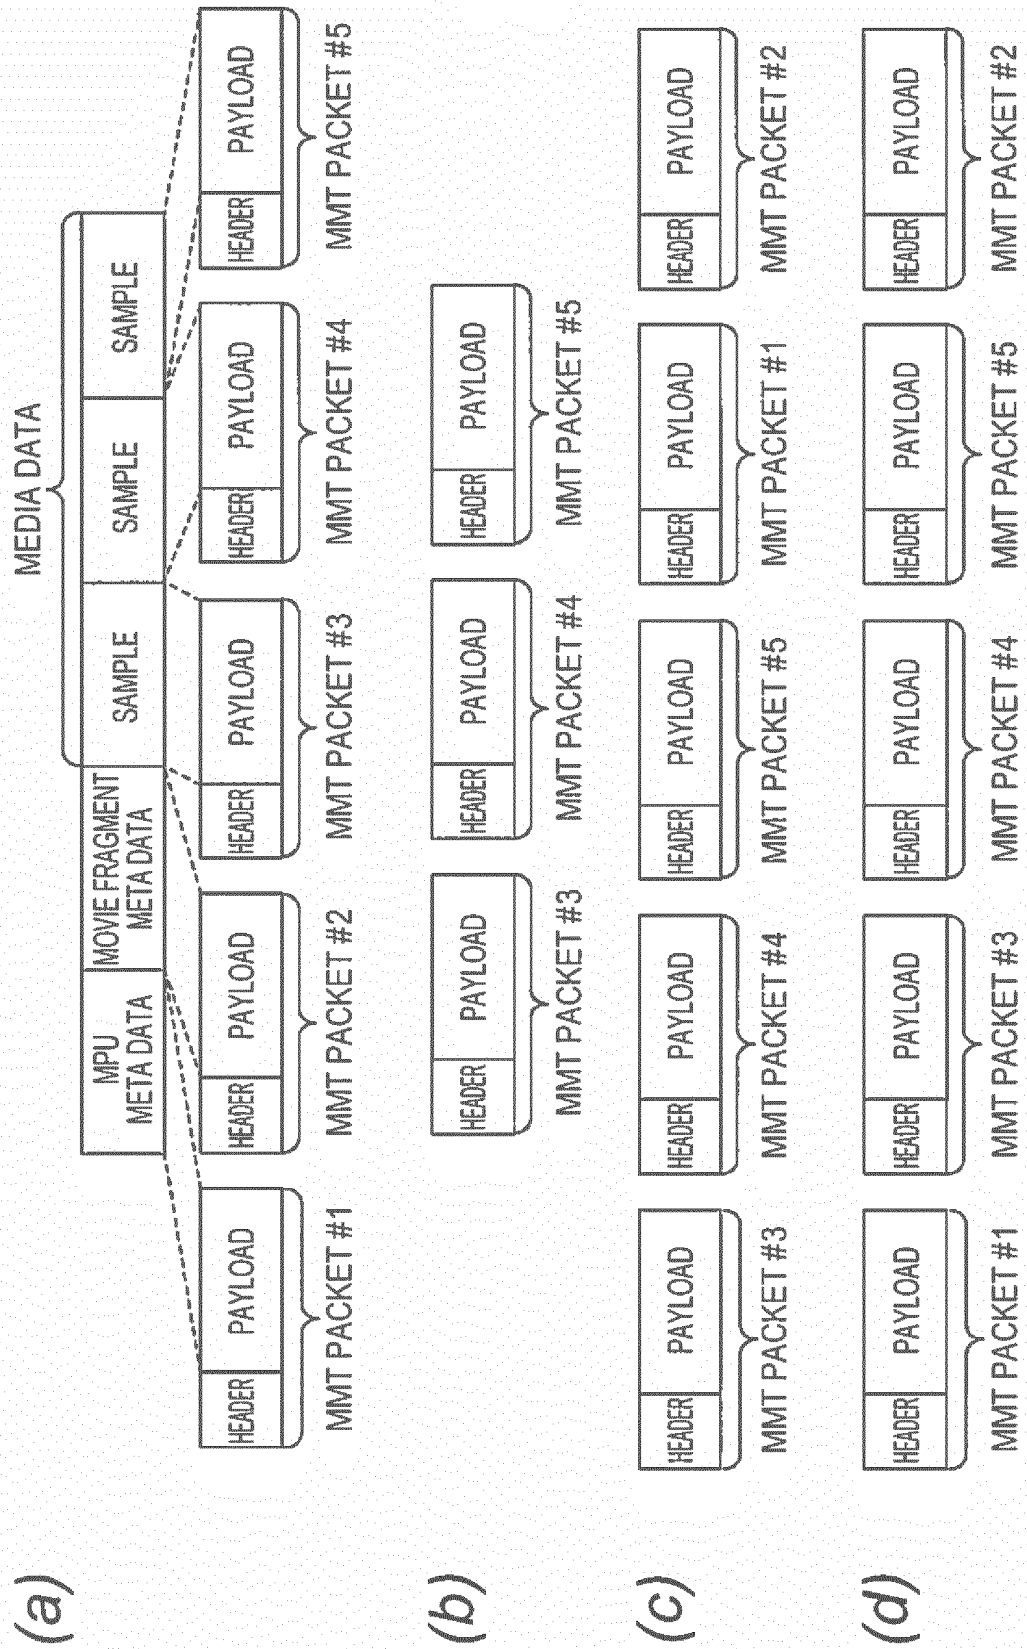 (a)
MEDIA DATA
MPU
META DATA
MOVIE FRAGMENT
META DATA
SAMPLE
SAMPLE
SAMPLE
HEADER
PAYLOAD
HEADER
PAYLOAD
HEADER
PAYLOAD
HEADER
PAYLOAD
HEADER
PAYLOAD
MMT PACKET #1
MMT PACKET #2
MMT PACKET #3
MMT PACKET #4
MMT PACKET #5
(b)
HEADER
PAYLOAD
HEADER
PAYLOAD
HEADER
PAYLOAD
MMT PACKET #3
MMT PACKET #4
MMT PACKET #5
(c)
HEADER
PAYLOAD
HEADER
PAYLOAD
HEADER
PAYLOAD
HEADER
PAYLOAD
HEADER
PAYLOAD
MMT PACKET #3
MMT PACKET #4
MMT PACKET #5
MMT PACKET #1
MMT PACKET #2
(d)
HEADER
PAYLOAD
HEADER
PAYLOAD
HEADER
PAYLOAD
HEADER
PAYLOAD
HEADER
PAYLOAD
MMT PACKET #1
MMT PACKET #3
MMT PACKET #4
MMT PACKET #5
MMT PACKET #2